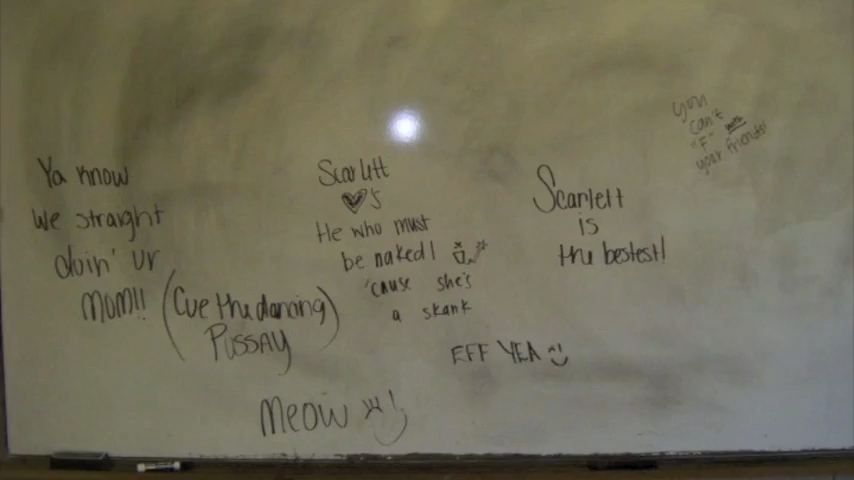 Ya know
We straight
doin' ur
MOM!!
(Cue the dancing)
PUSSAY
Scarlett
♥s
He who must
be naked!
'cause she's
a skank
Scarlett
is
the bestest!
you
can't
"F" with
your friends!
EFF YEA
Meow !